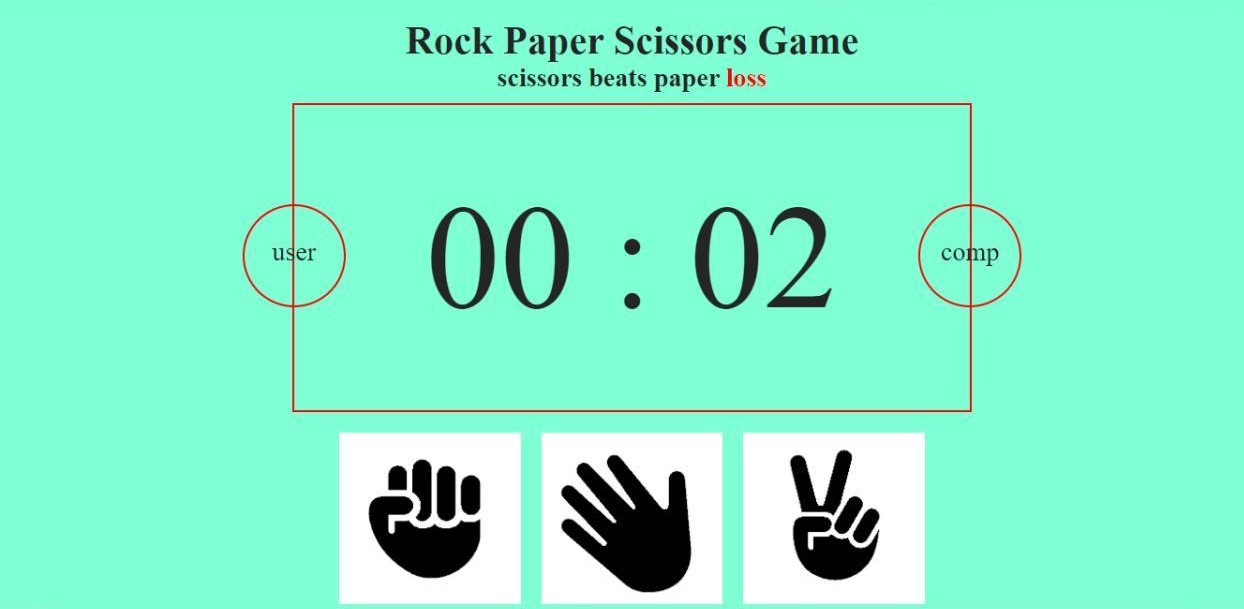 Rock Paper Scissors Game
scissors beats paper loss
user
00 : 02
comp